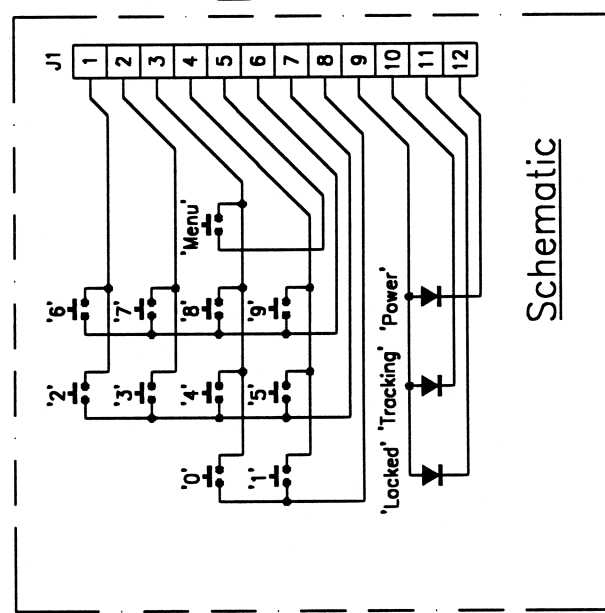 J1 1 2 3 4 5 6 7 8 9 10 11 12
'Menu'
'6' '7' '8' '9'
'2' '3' '4' '5'
'0' '1'
'Locked' 'Tracking' 'Power'
Schematic